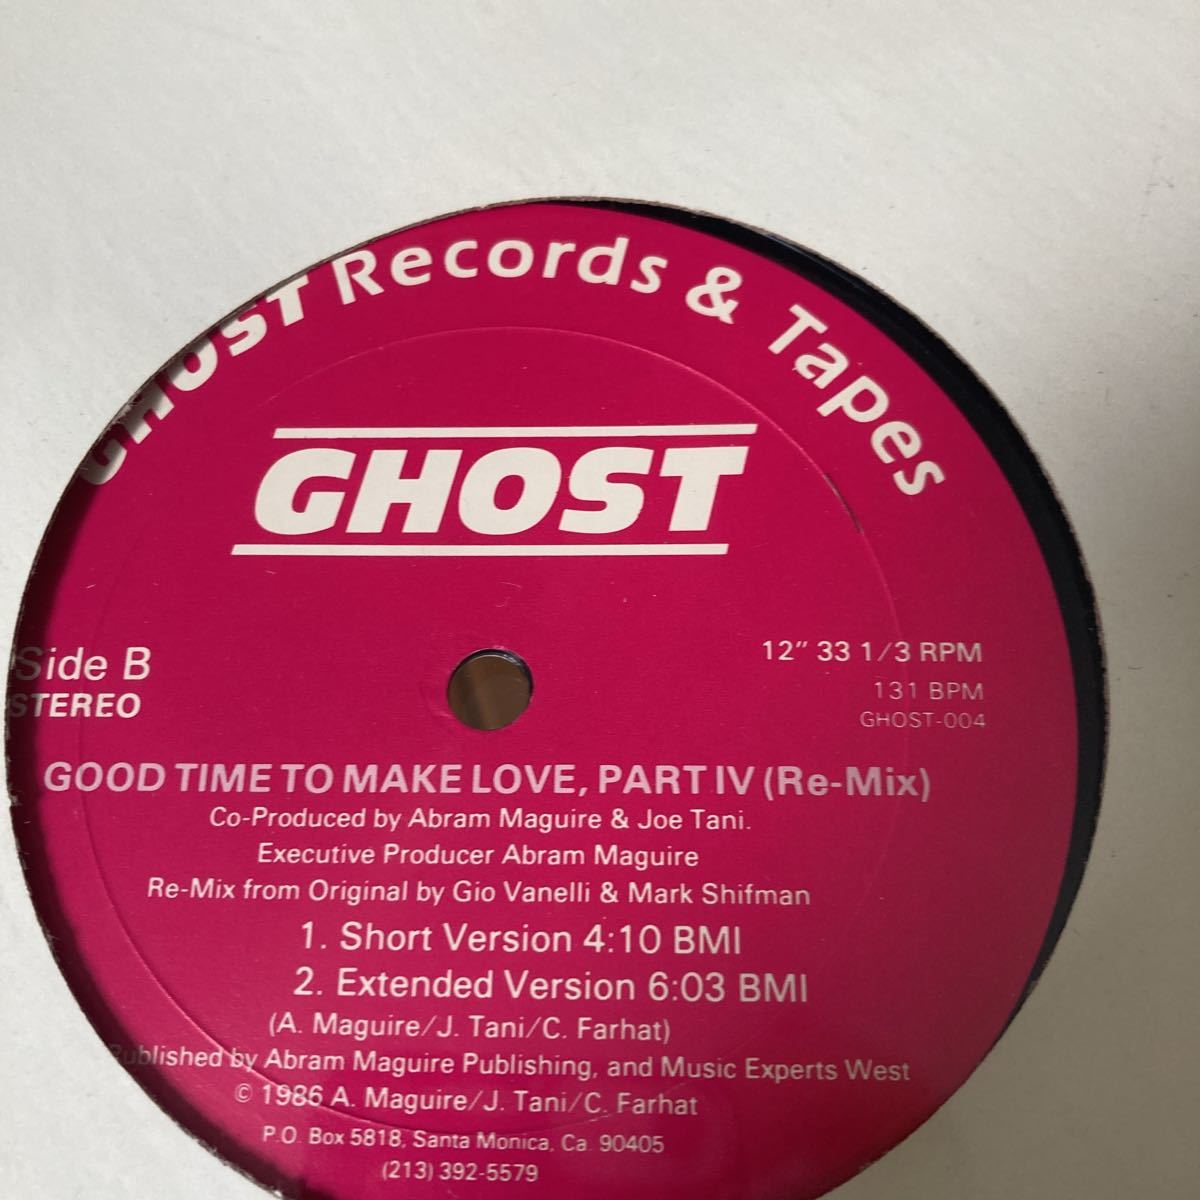 GHOST Records & Tapes
GHOST
Side B
STEREO
12" 33 1/3 RPM
131 BPM
GHOST-004
GOOD TIME TO MAKE LOVE, PART IV (Re-Mix)
Co-Produced by Abram Maguire & Joe Tani.
Executive Producer Abram Maguire
Re-Mix from Original by Gio Vanelli & Mark Shifman
1. Short Version 4:10 BMI
2. Extended Version 6:03 BMI
(A. Maguire/J. Tani/C. Farhat)
Published by Abram Maguire Publishing, and Music Experts West
© 1986 A. Maguire/J. Tani/C. Farhat
P.O. Box 5818, Santa Monica, Ca. 90405
(213) 392-5579